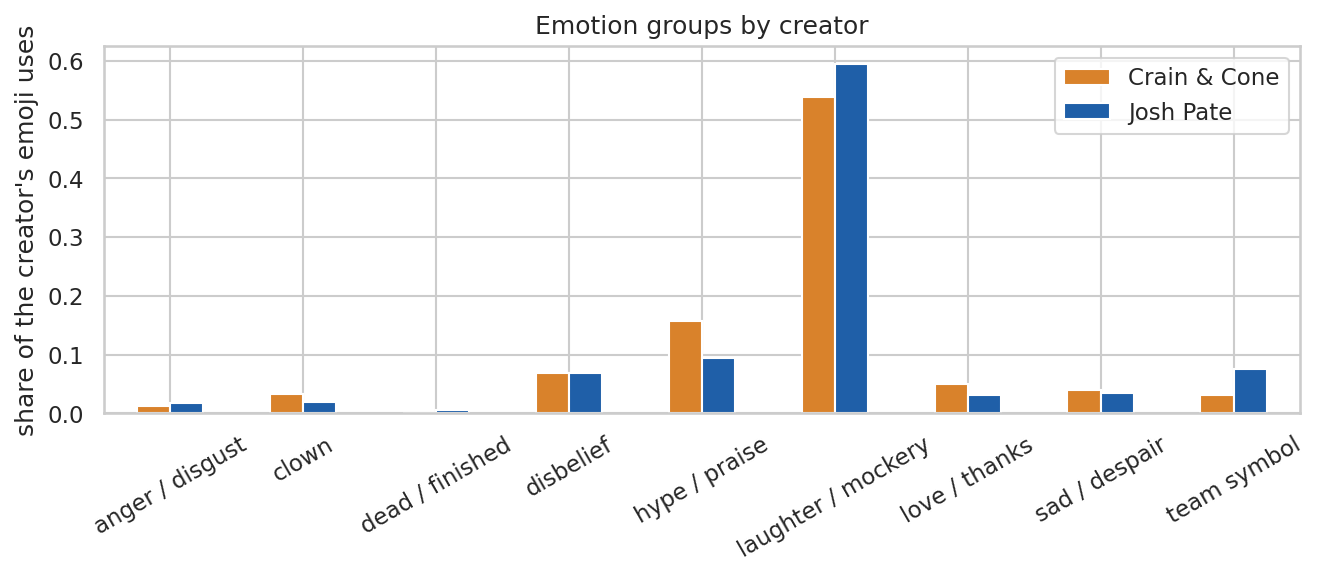 Emotion groups by creator
share of the creator's emoji uses
0.6
0.5
0.4
0.3
0.2
0.1
0.0
Crain & Cone
Josh Pate
anger / disgust
clown
dead / finished
disbelief
hype / praise
laughter / mockery
love / thanks
sad / despair
team symbol